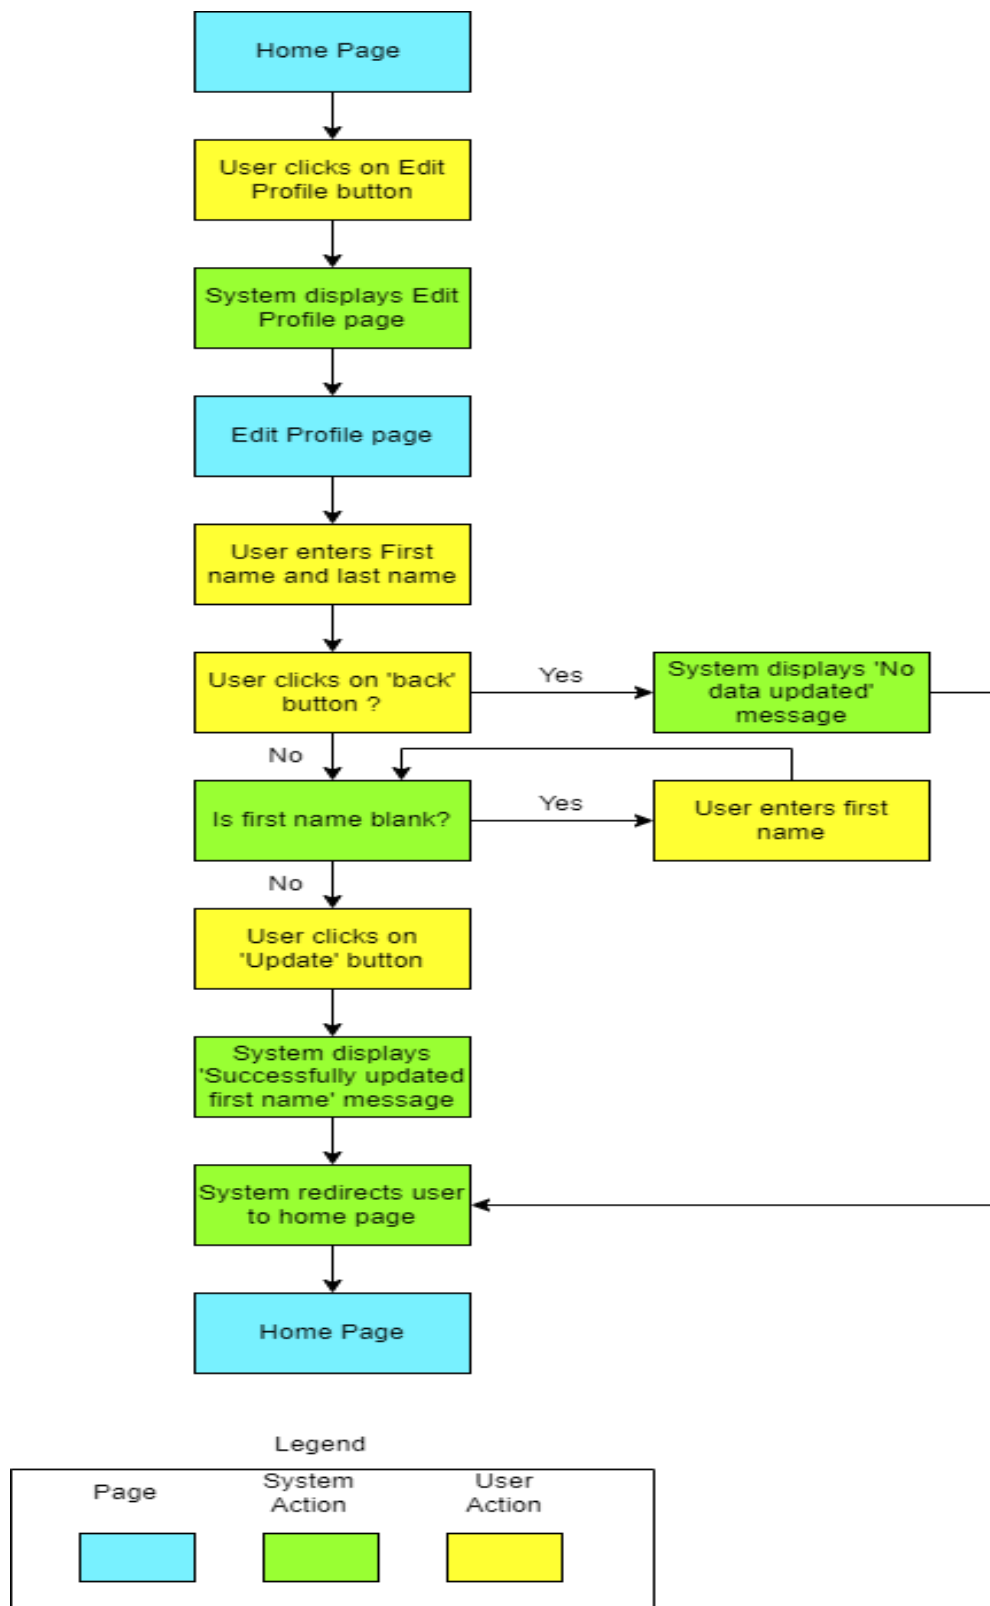 Home Page
User clicks on Edit
Profile button
System displays Edit
Profile page
Edit Profile page
User enters First
name and last name
User clicks on 'back'
button ?
Yes
System displays 'No
data updated'
message
No
Is first name blank?
Yes
User enters first
name
No
User clicks on
'Update' button
System displays
'Successfully updated
first name' message
System redirects user
to home page
Home Page
Legend
Page
System
Action
User
Action